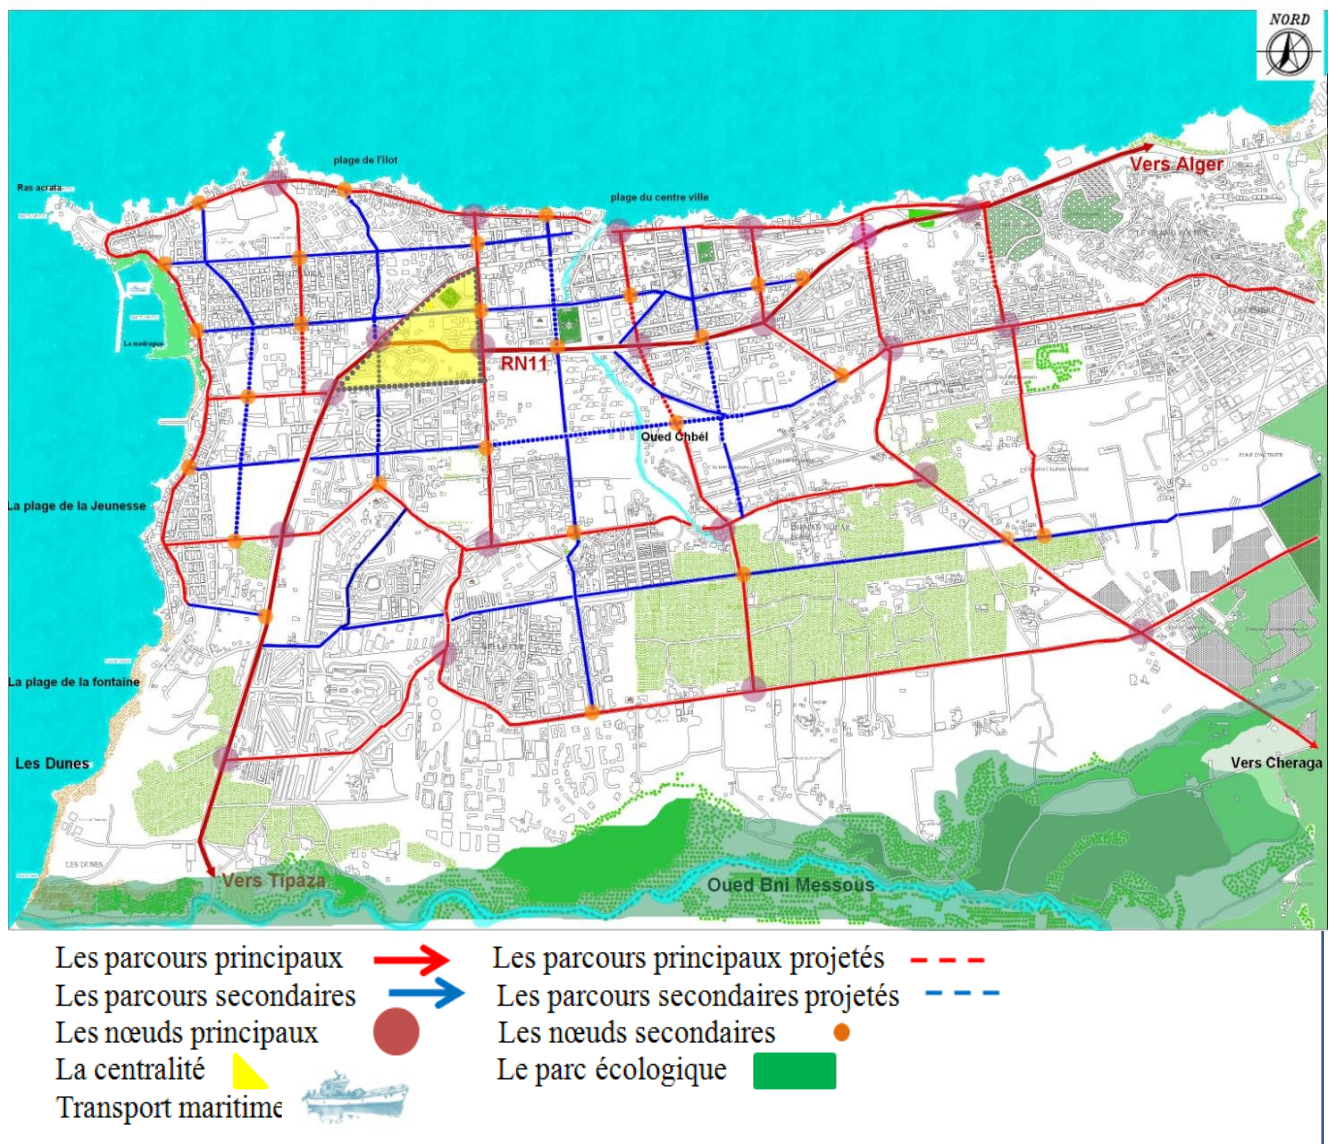 NORD
plage de l'ilot
Vers Alger
Ras acrata
plage du centre ville
La madrague
RN11
Oued Chbél
La plage de la Jeunesse
La plage de la fontaine
Les Dunes
Vers Cheraga
LES DUNES
Vers Tipaza
Oued Bni Messous
Les parcours principaux
Les parcours principaux projetés
Les parcours secondaires
Les parcours secondaires projetés
Les nœuds principaux
Les nœuds secondaires
La centralité
Le parc écologique
Transport maritime